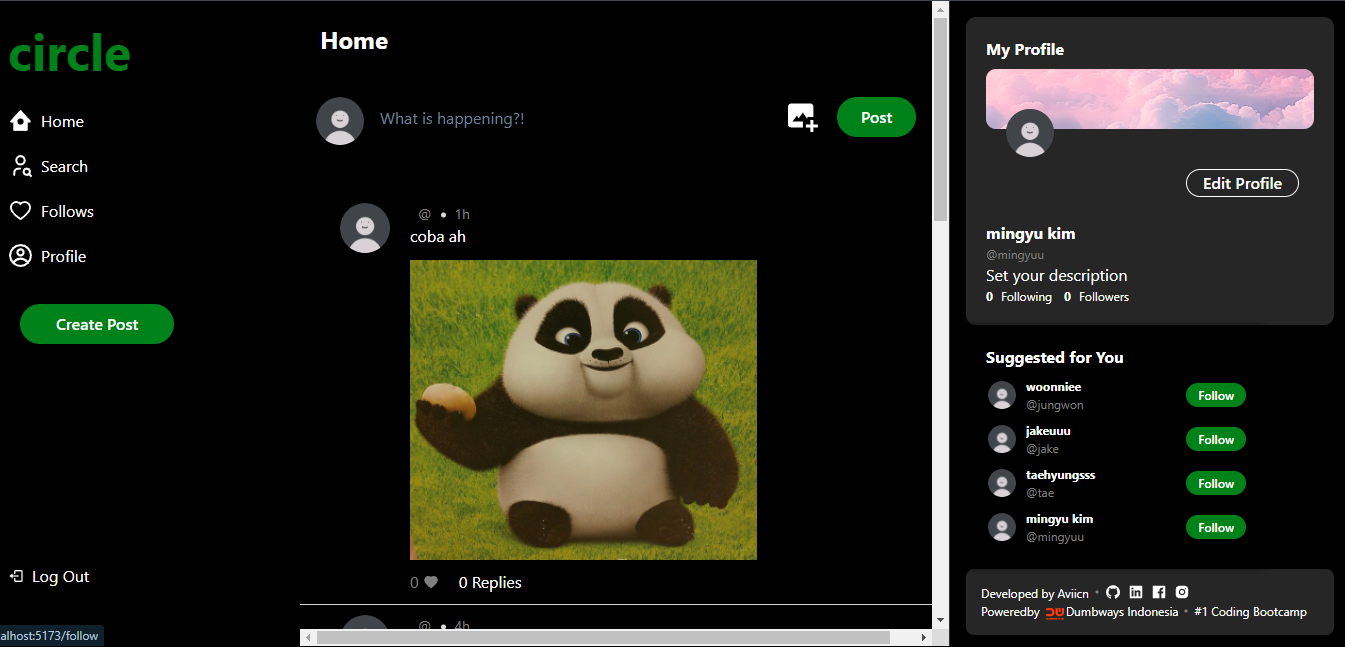 circle
Home
Search
Follows
Profile
Create Post
Log Out
alhost:5173/follow
Home
What is happening?!
Post
@ • 1h
coba ah
0 0 Replies
@ • 4h
My Profile
Edit Profile
mingyu kim
@mingyuu
Set your description
0 Following 0 Followers
Suggested for You
woonniee
@jungwon
Follow
jakeuuu
@jake
Follow
taehyungsss
@tae
Follow
mingyu kim
@mingyuu
Follow
Developed by Aviicn •
Poweredby Dumbways Indonesia • #1 Coding Bootcamp